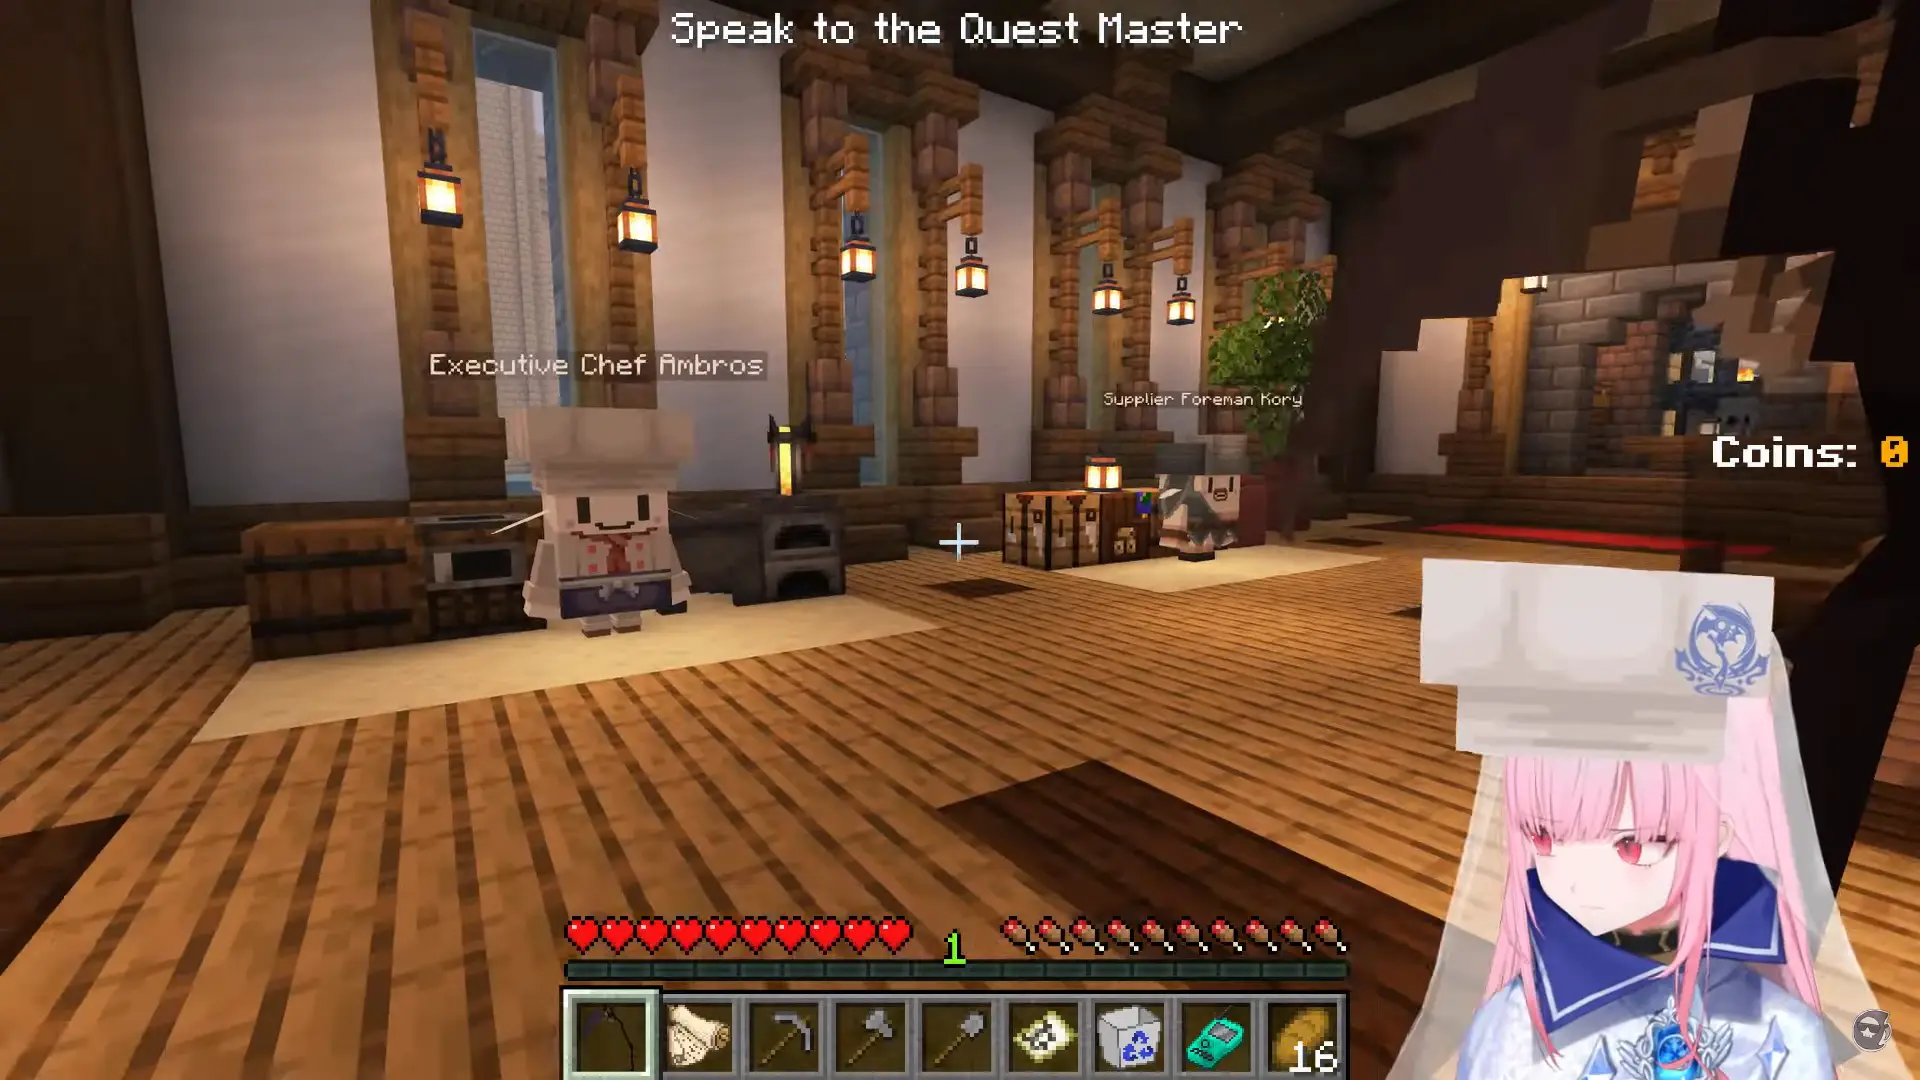 Speak to the Quest Master
Executive Chef Ambros
Supplier Foreman Kory
Coins: 0
1
16